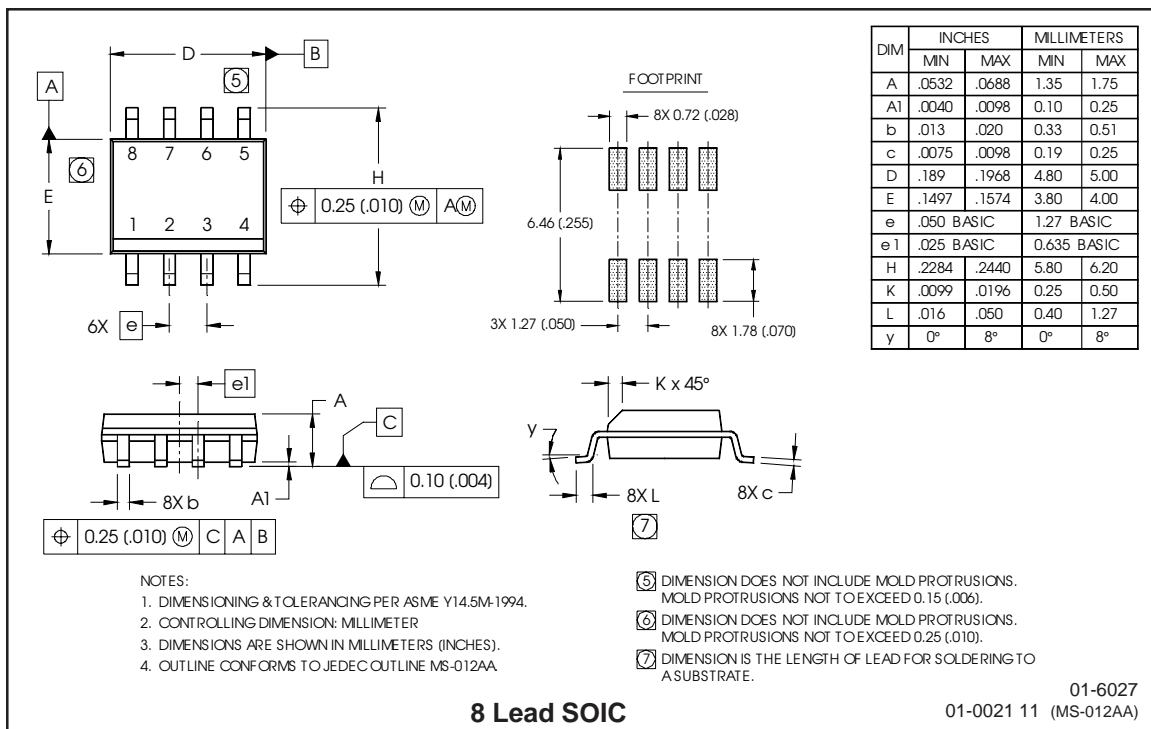 D
B
5
A
8 7 6 5
6
E
H
⌖ 0.25 (.010) Ⓜ AⓂ
1 2 3 4
6X e
FOOTPRINT
8X 0.72 (.028)
6.46 (.255)
3X 1.27 (.050)
8X 1.78 (.070)
DIM INCHES MILLIMETERS
MIN MAX MIN MAX
A .0532 .0688 1.35 1.75
A1 .0040 .0098 0.10 0.25
b .013 .020 0.33 0.51
c .0075 .0098 0.19 0.25
D .189 .1968 4.80 5.00
E .1497 .1574 3.80 4.00
e .050 BASIC 1.27 BASIC
e1 .025 BASIC 0.635 BASIC
H .2284 .2440 5.80 6.20
K .0099 .0196 0.25 0.50
L .016 .050 0.40 1.27
y 0° 8° 0° 8°
e1
A
C
A1
8X b
0.10 (.004)
⌖ 0.25 (.010) Ⓜ C A B
K x 45°
y
8X L
7
8X c
NOTES:
1. DIMENSIONING & TOLERANCING PER ASME Y14.5M-1994.
2. CONTROLLING DIMENSION: MILLIMETER
3. DIMENSIONS ARE SHOWN IN MILLIMETERS (INCHES).
4. OUTLINE CONFORMS TO JEDEC OUTLINE MS-012AA.
5 DIMENSION DOES NOT INCLUDE MOLD PROTRUSIONS.
MOLD PROTRUSIONS NOT TO EXCEED 0.15 (.006).
6 DIMENSION DOES NOT INCLUDE MOLD PROTRUSIONS.
MOLD PROTRUSIONS NOT TO EXCEED 0.25 (.010).
7 DIMENSION IS THE LENGTH OF LEAD FOR SOLDERING TO
A SUBSTRATE.
8 Lead SOIC
01-6027
01-0021 11 (MS-012AA)